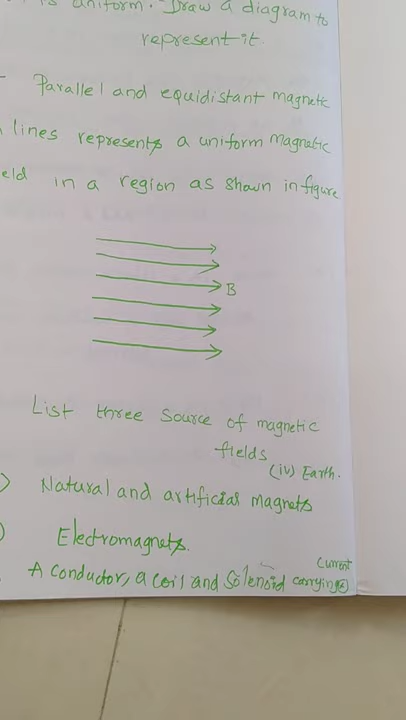 is uniform. Draw a diagram to
represent it.
Parallel and equidistant magnetic
lines represents a uniform magnetic
eld in a region as shown in figure
B
List three Source of magnetic
fields
(iv) Earth.
Natural and artificial magnets
Electromagnets.
Current
A conductor, a coil and Solenoid carrying